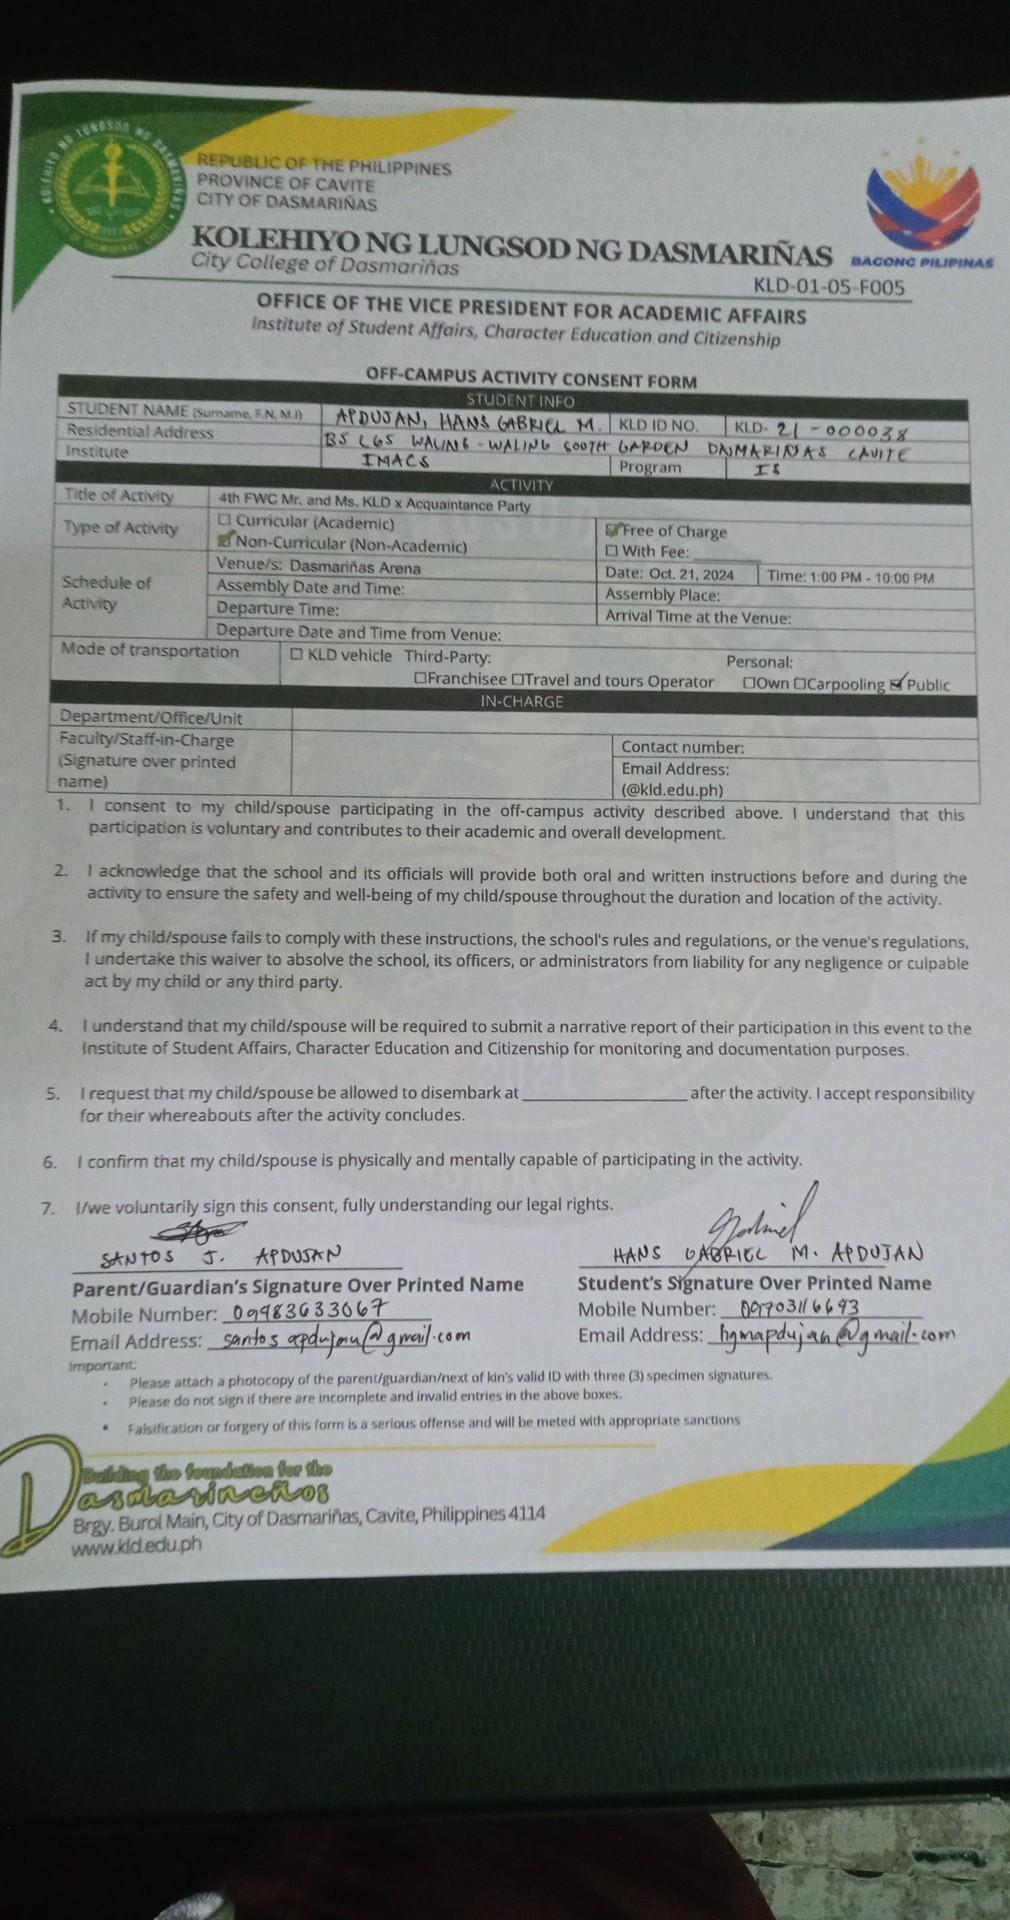 KOLEHIYO NG LUNGSOD NG DASMARIÑAS
REPUBLIC OF THE PHILIPPINES
PROVINCE OF CAVITE
CITY OF DASMARIÑAS
KOLEHIYO NG LUNGSOD NG DASMARIÑAS
City College of Dasmariñas
BAGONG PILIPINAS
KLD-01-05-F005
OFFICE OF THE VICE PRESIDENT FOR ACADEMIC AFFAIRS
Institute of Student Affairs, Character Education and Citizenship
OFF-CAMPUS ACTIVITY CONSENT FORM
STUDENT INFO
STUDENT NAME (Surname, F.N, M.I) APDUJAN, HANS GABRIEL M. KLD ID NO. KLD- 21-000038
Residential Address B5 L65 WALING-WALING SOUTH GARDEN DASMARIÑAS CAVITE
Institute IMACS Program IS
ACTIVITY
Title of Activity 4th FWC Mr. and Ms. KLD x Acquaintance Party
Type of Activity ☐ Curricular (Academic) ☑ Free of Charge
☑ Non-Curricular (Non-Academic) ☐ With Fee: ________
Schedule of Activity Venue/s: Dasmariñas Arena Date: Oct. 21, 2024 Time: 1:00 PM - 10:00 PM
Assembly Date and Time: Assembly Place:
Departure Time: Arrival Time at the Venue:
Departure Date and Time from Venue:
Mode of transportation ☐ KLD vehicle Third-Party: Personal:
☐Franchisee ☐Travel and tours Operator ☐Own ☐Carpooling ☑Public
IN-CHARGE
Department/Office/Unit
Faculty/Staff-in-Charge Contact number:
(Signature over printed Email Address:
name) (@kld.edu.ph)
1. I consent to my child/spouse participating in the off-campus activity described above. I understand that this
participation is voluntary and contributes to their academic and overall development.
2. I acknowledge that the school and its officials will provide both oral and written instructions before and during the
activity to ensure the safety and well-being of my child/spouse throughout the duration and location of the activity.
3. If my child/spouse fails to comply with these instructions, the school's rules and regulations, or the venue's regulations,
I undertake this waiver to absolve the school, its officers, or administrators from liability for any negligence or culpable
act by my child or any third party.
4. I understand that my child/spouse will be required to submit a narrative report of their participation in this event to the
Institute of Student Affairs, Character Education and Citizenship for monitoring and documentation purposes.
5. I request that my child/spouse be allowed to disembark at ________________ after the activity. I accept responsibility
for their whereabouts after the activity concludes.
6. I confirm that my child/spouse is physically and mentally capable of participating in the activity.
7. I/we voluntarily sign this consent, fully understanding our legal rights.
SANTOS J. APDUJAN
Parent/Guardian's Signature Over Printed Name
Mobile Number: 09983633067
Email Address: santos apdujan@gmail.com
Gabriel
HANS GABRIEL M. APDUJAN
Student's Signature Over Printed Name
Mobile Number: 09703116693
Email Address: hgmapdujan@gmail.com
Important:
• Please attach a photocopy of the parent/guardian/next of kin's valid ID with three (3) specimen signatures.
• Please do not sign if there are incomplete and invalid entries in the above boxes.
• Falsification or forgery of this form is a serious offense and will be meted with appropriate sanctions
Building the foundation for the
Dasmarineños
Brgy. Burol Main, City of Dasmariñas, Cavite, Philippines 4114
www.kld.edu.ph